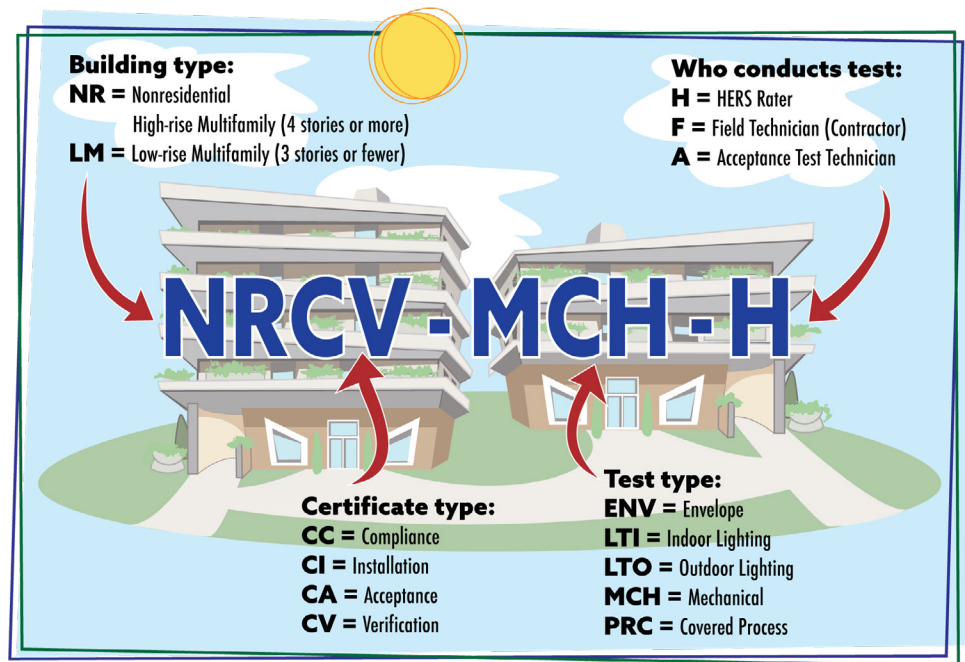 Building type:
NR = Nonresidential
High-rise Multifamily (4 stories or more)
LM = Low-rise Multifamily (3 stories or fewer)
Who conducts test:
H = HERS Rater
F = Field Technician (Contractor)
A = Acceptance Test Technician
NRCV - MCH - H
Certificate type:
CC = Compliance
CI = Installation
CA = Acceptance
CV = Verification
Test type:
ENV = Envelope
LTI = Indoor Lighting
LTO = Outdoor Lighting
MCH = Mechanical
PRC = Covered Process